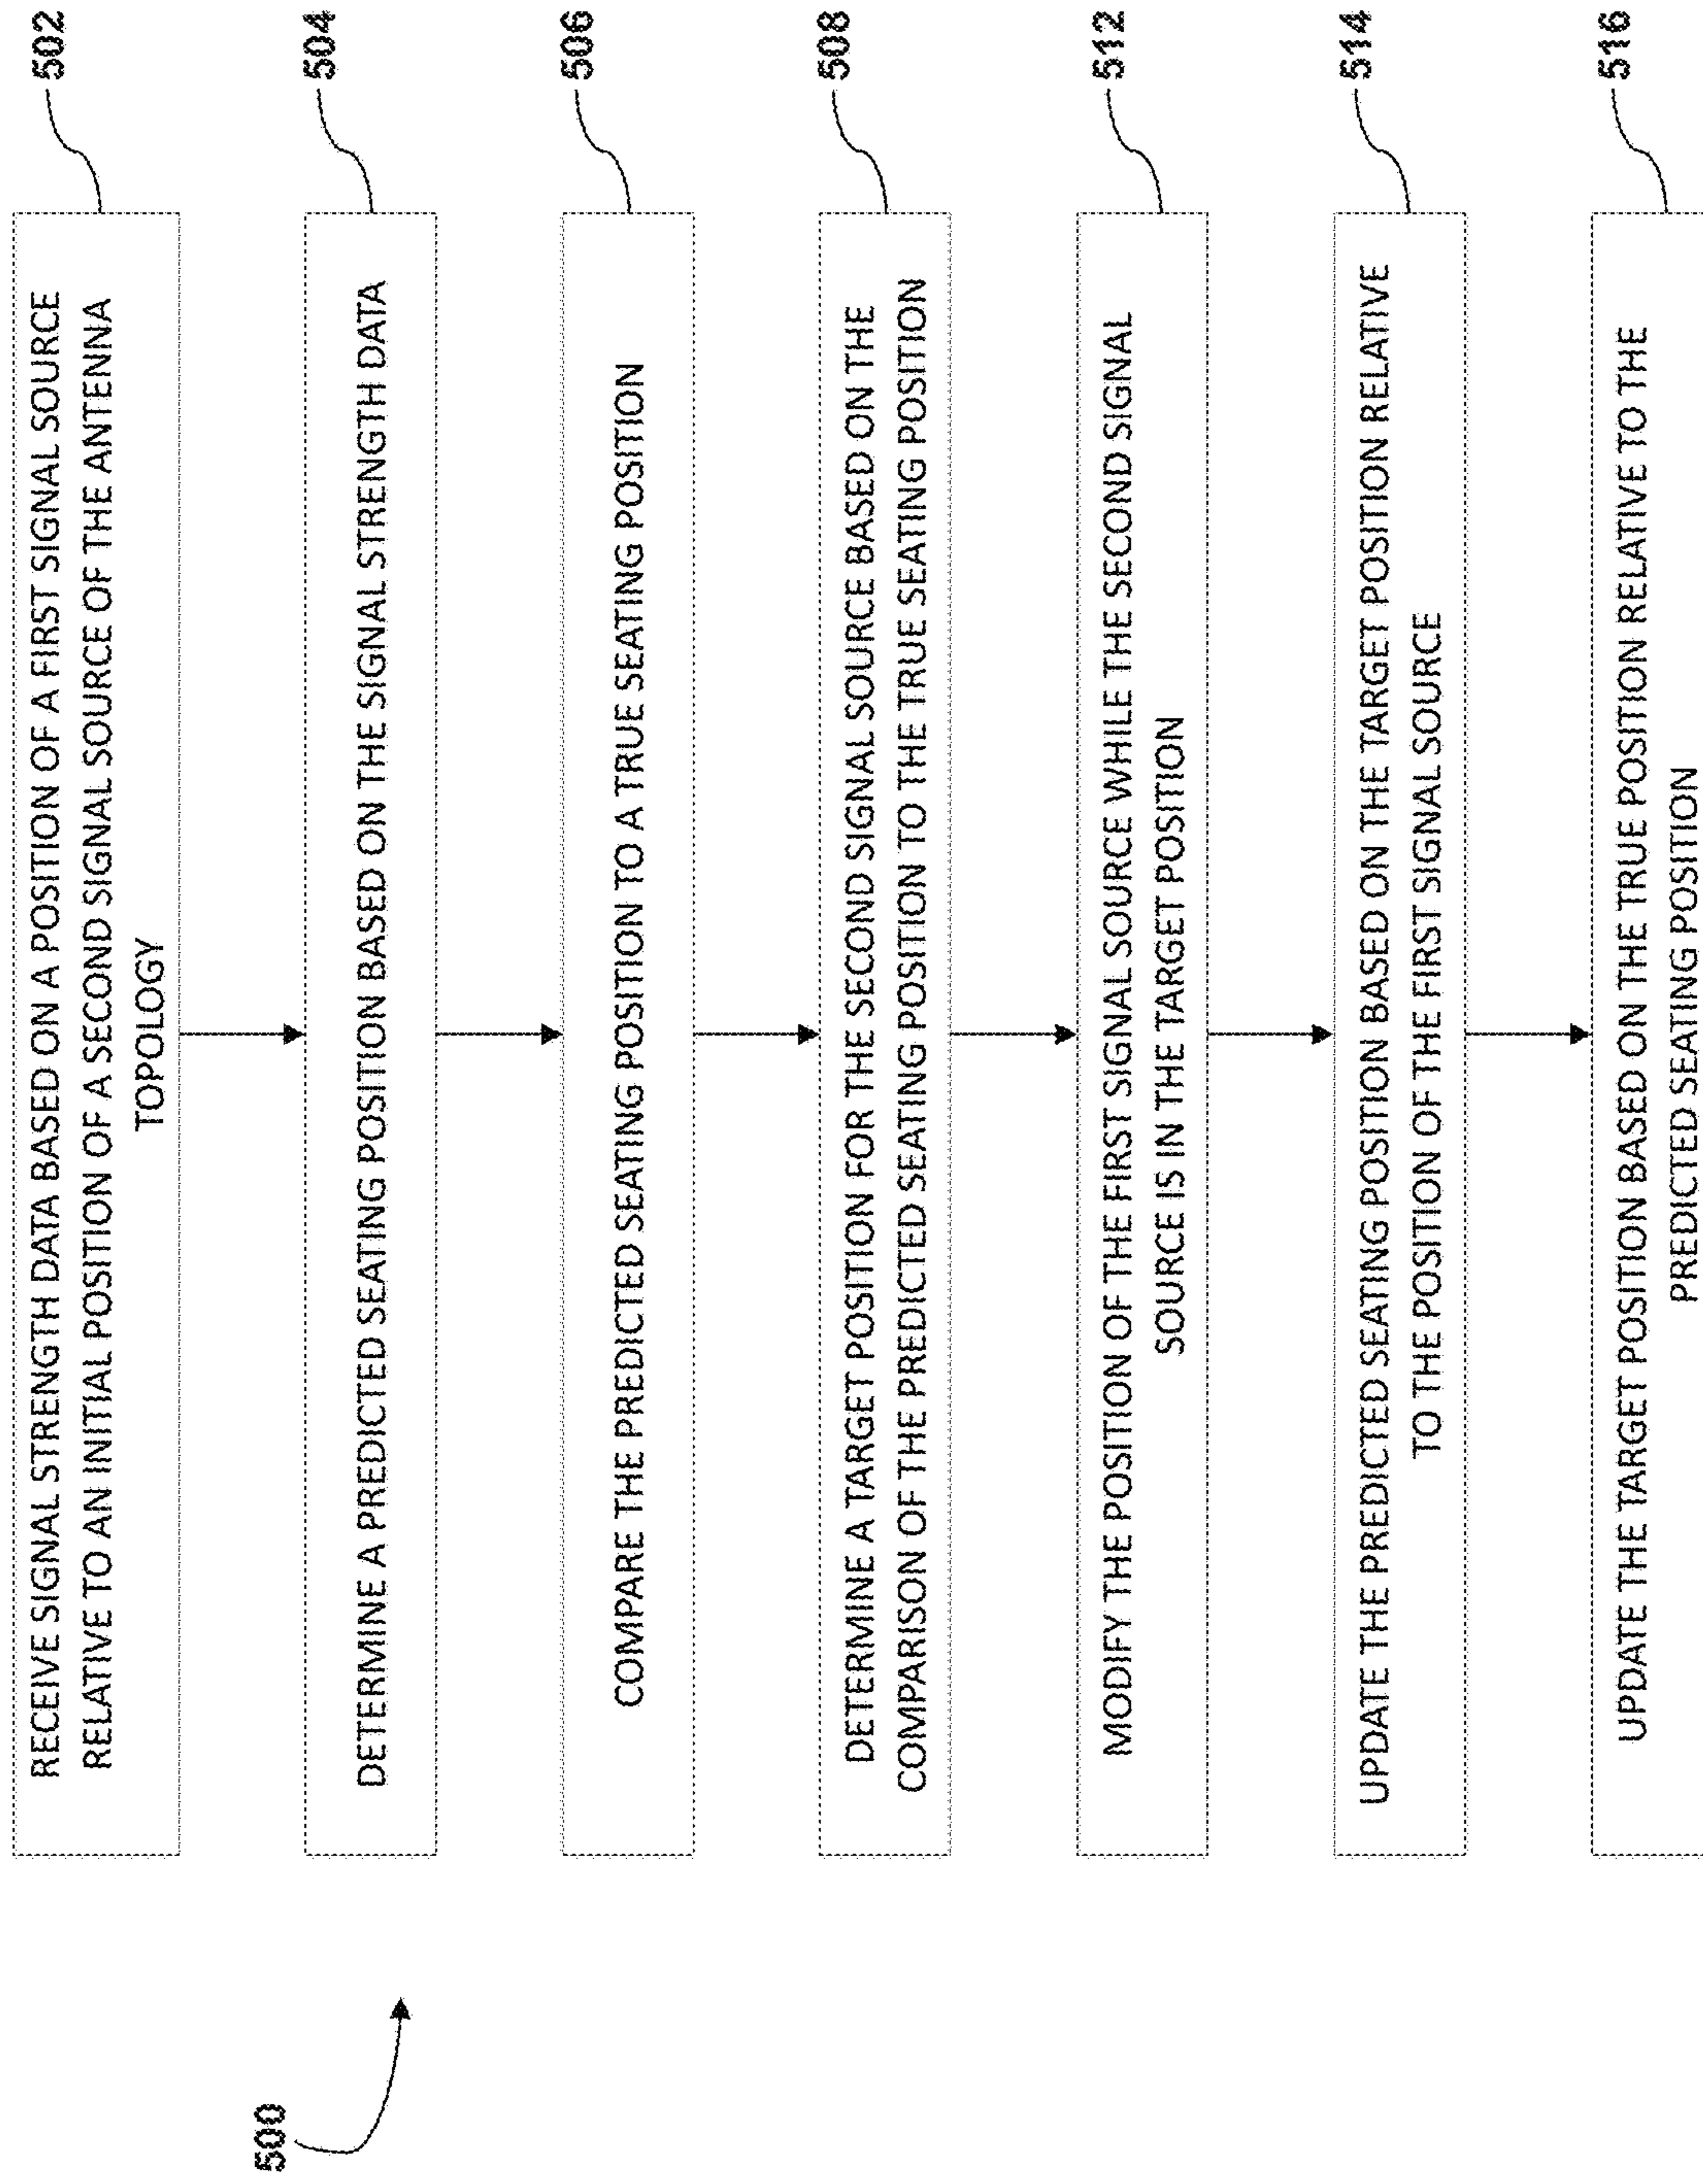 500
RECEIVE SIGNAL STRENGTH DATA BASED ON A POSITION OF A FIRST SIGNAL SOURCE
RELATIVE TO AN INITIAL POSITION OF A SECOND SIGNAL SOURCE OF THE ANTENNA
TOPOLOGY
502
DETERMINE A PREDICTED SEATING POSITION BASED ON THE SIGNAL STRENGTH DATA
504
COMPARE THE PREDICTED SEATING POSITION TO A TRUE SEATING POSITION
506
DETERMINE A TARGET POSITION FOR THE SECOND SIGNAL SOURCE BASED ON THE
COMPARISON OF THE PREDICTED SEATING POSITION TO THE TRUE SEATING POSITION
508
MODIFY THE POSITION OF THE FIRST SIGNAL SOURCE WHILE THE SECOND SIGNAL
SOURCE IS IN THE TARGET POSITION
512
UPDATE THE PREDICTED SEATING POSITION BASED ON THE TARGET POSITION RELATIVE
TO THE POSITION OF THE FIRST SIGNAL SOURCE
514
UPDATE THE TARGET POSITION BASED ON THE TRUE POSITION RELATIVE TO THE
PREDICTED SEATING POSITION
516